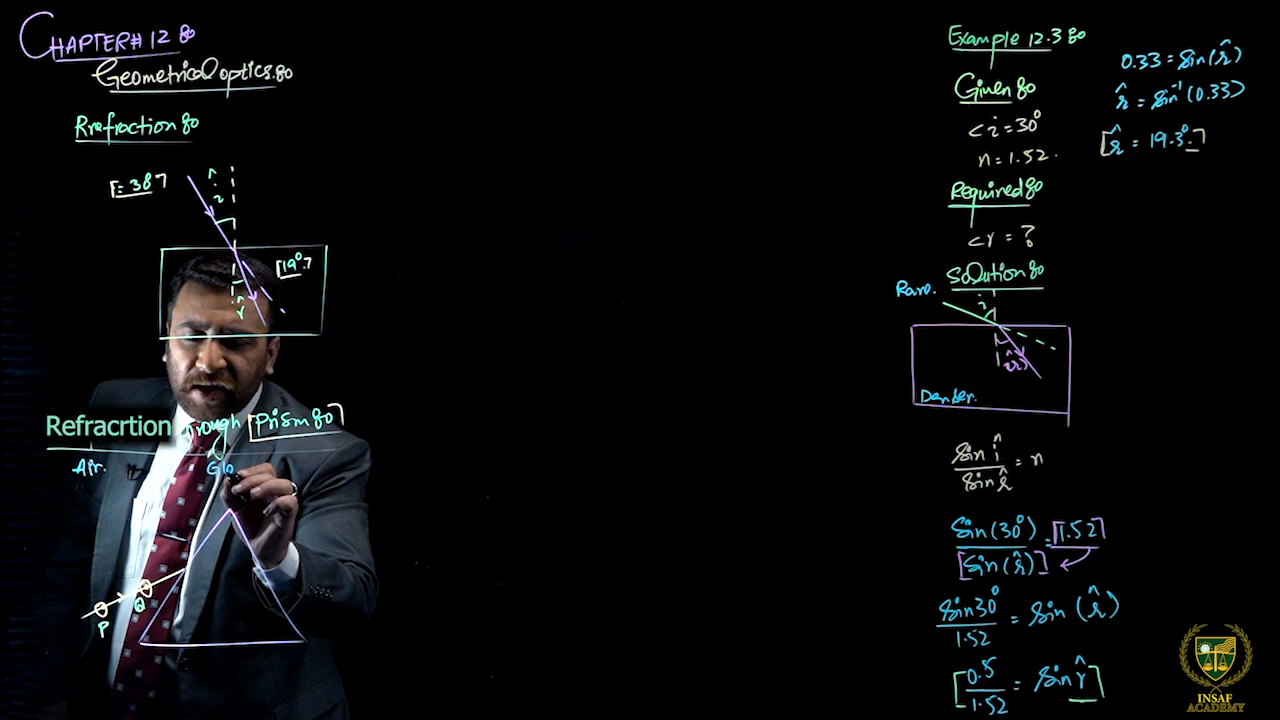 CHAPTER# 12 :
Geometrical optics:
Rrefraction:
[= 38°]
î
[19°.]
r̂
Refracrtion rough [Prism:]
Air.
Gla
P
Q
Example 12.3:
Given:
<i = 30°
n = 1.52.
Required:
<r = ?
Solution:
Rare.
i
(r̂)
Denser.
sin î / sin r̂ = n
sin(30°) / [sin(r̂)] = [1.52]
sin30° / 1.52 = sin (r̂)
[0.5 / 1.52 = sin r̂]
0.33 = sin(r̂)
r̂ = sin⁻¹(0.33)
[r̂ = 19.3°.]
INSAF
ACADEMY